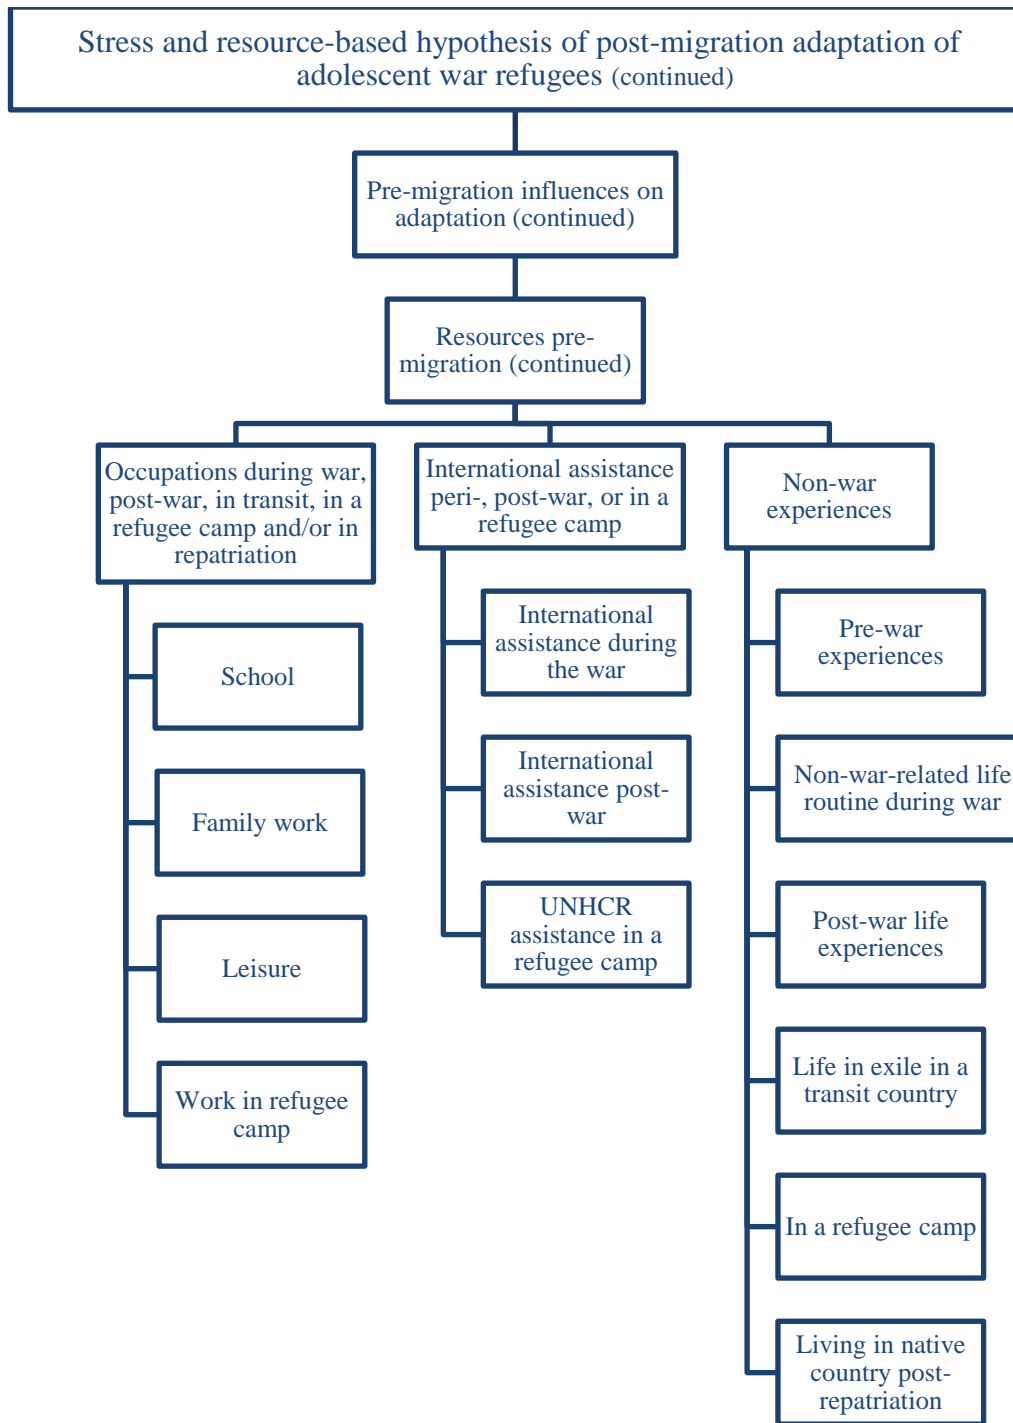 Stress and resource-based hypothesis of post-migration adaptation of
adolescent war refugees (continued)
Pre-migration influences on
adaptation (continued)
Resources pre-
migration (continued)
Occupations during war,
post-war, in transit, in a
refugee camp and/or in
repatriation
School
Family work
Leisure
Work in refugee
camp
International assistance
peri-, post-war, or in a
refugee camp
International
assistance during
the war
International
assistance post-
war
UNHCR
assistance in a
refugee camp
Non-war
experiences
Pre-war
experiences
Non-war-related life
routine during war
Post-war life
experiences
Life in exile in a
transit country
In a refugee camp
Living in native
country post-
repatriation